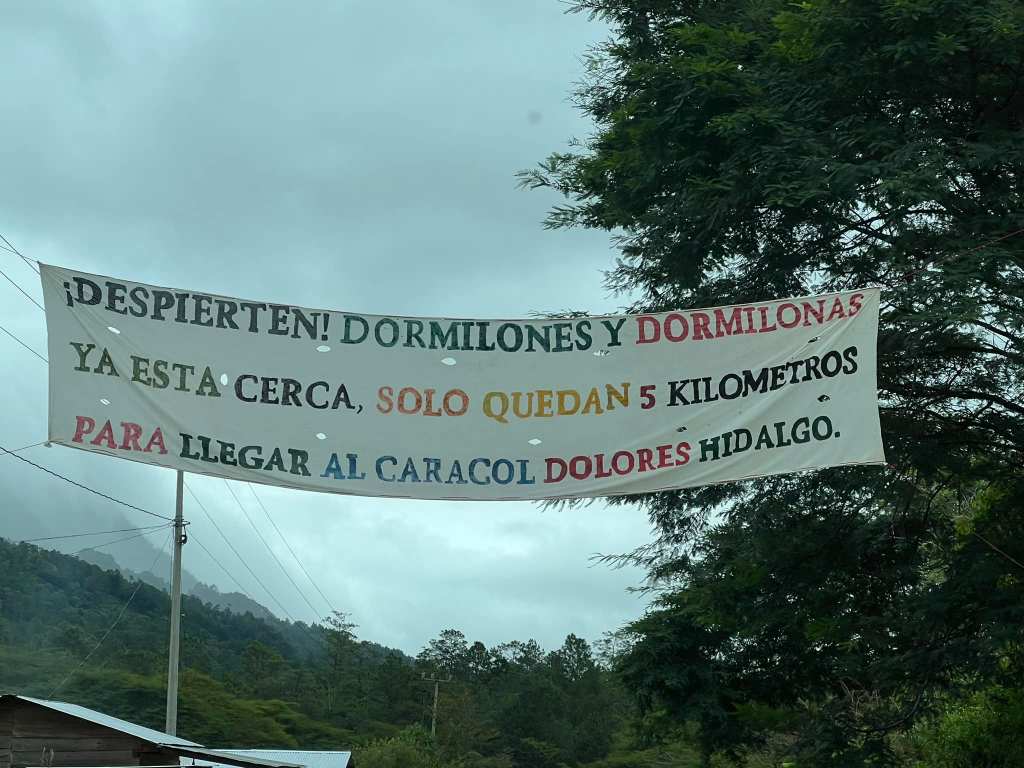 ¡DESPIERTEN! DORMILONES Y DORMILONAS
YA ESTA CERCA, SOLO QUEDAN 5 KILOMETROS
PARA LLEGAR AL CARACOL DOLORES HIDALGO.